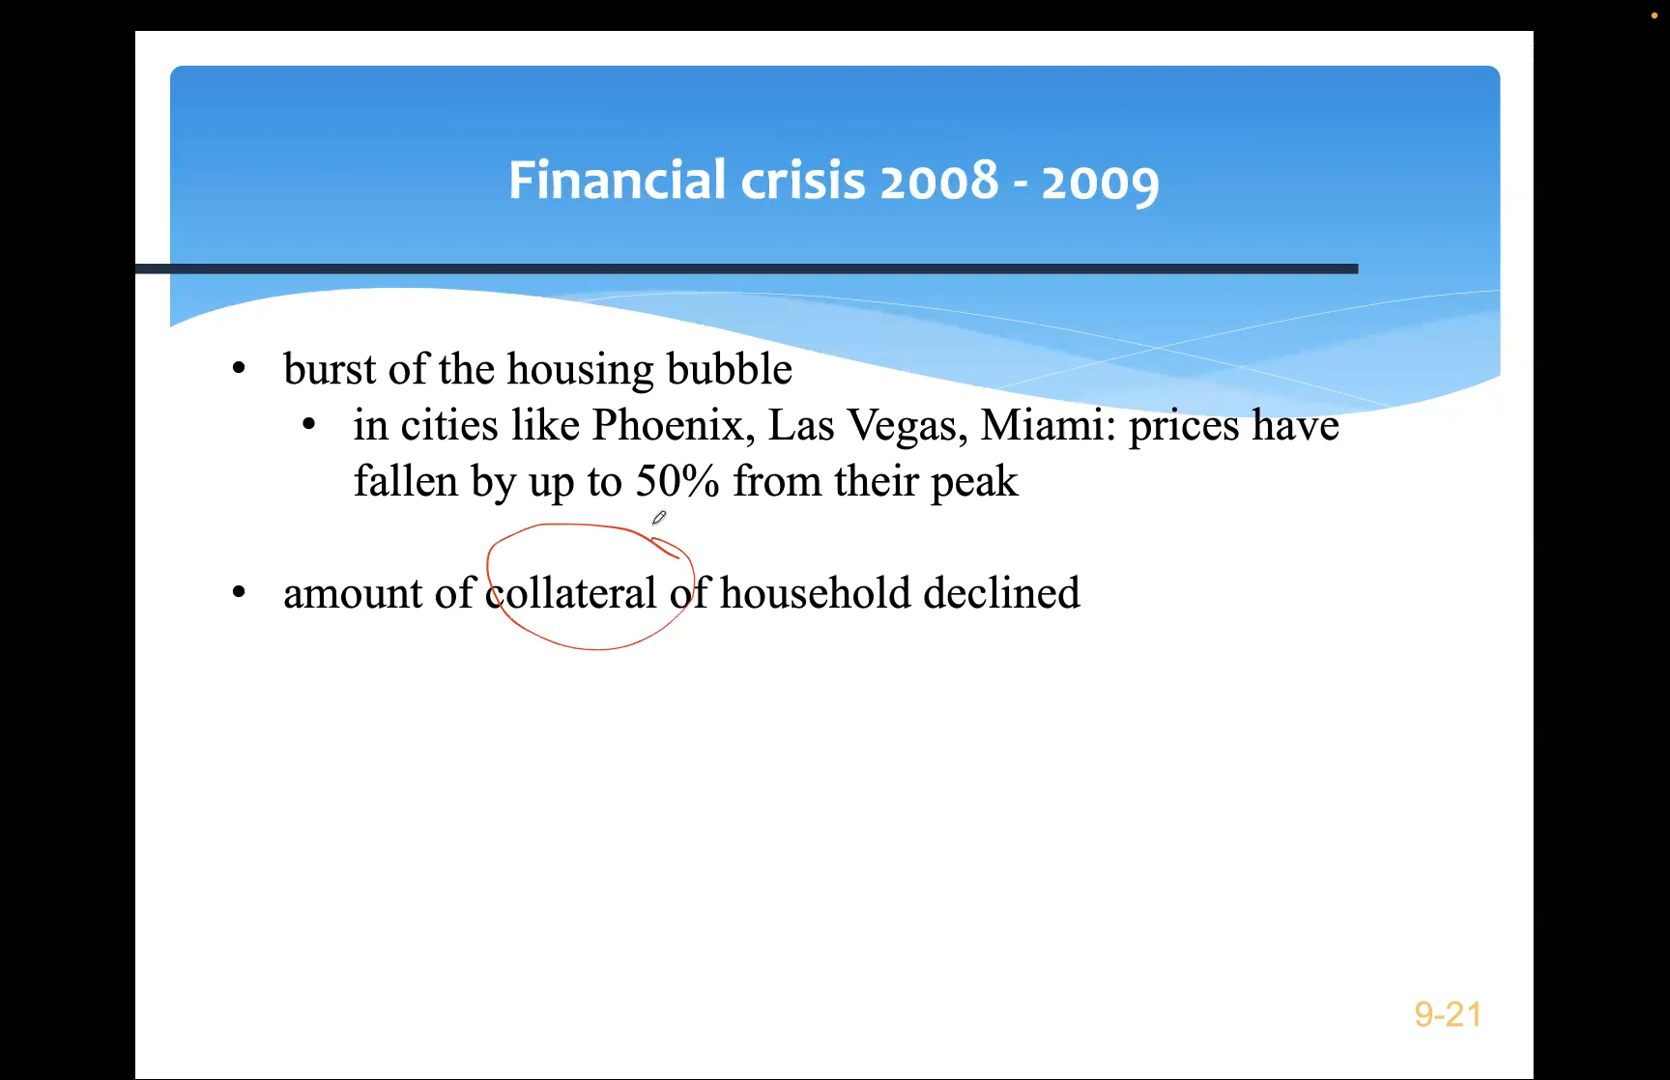 Financial crisis 2008 - 2009
• burst of the housing bubble
• in cities like Phoenix, Las Vegas, Miami: prices have
fallen by up to 50% from their peak
• amount of collateral of household declined
9-21